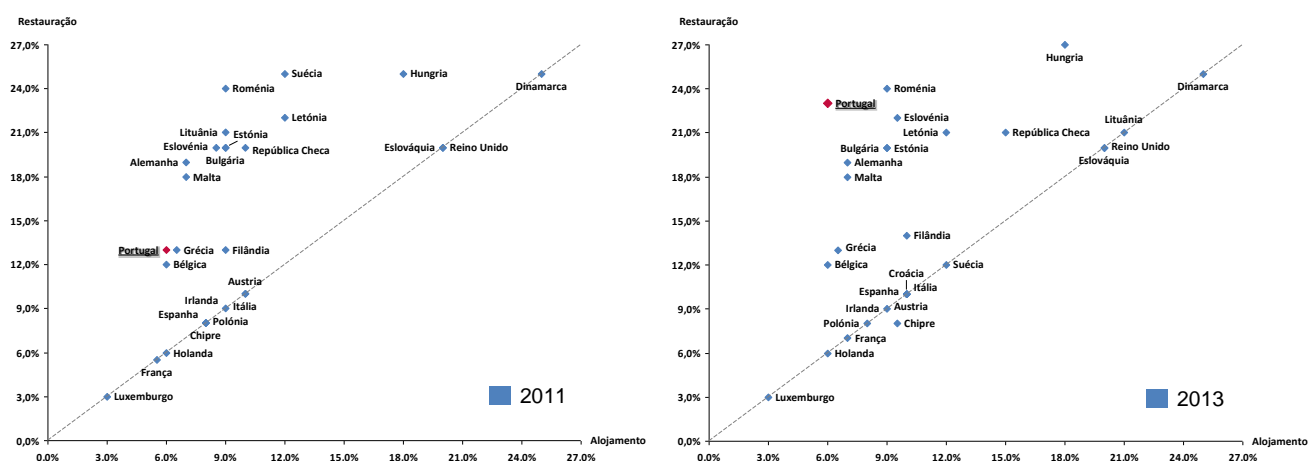 Restauração
27,0%
24,0%
21,0%
18,0%
15,0%
12,0%
9,0%
6,0%
3,0%
0,0%
Suécia
Hungria
Dinamarca
Roménia
Letónia
Lituânia
Estónia
Eslovénia
Bulgária
República Checa
Eslováquia
Reino Unido
Alemanha
Malta
Portugal
Grécia
Filândia
Bélgica
Austria
Irlanda
Itália
Espanha
Polónia
Chipre
Holanda
França
Luxemburgo
2011
Alojamento
0.0% 3.0% 6.0% 9.0% 12.0% 15.0% 18.0% 21.0% 24.0% 27.0%
Restauração
27,0%
24,0%
21,0%
18,0%
15,0%
12,0%
9,0%
6,0%
3,0%
0,0%
Hungria
Dinamarca
Roménia
Portugal
Eslovénia
Lituânia
Letónia
República Checa
Bulgária
Estónia
Reino Unido
Eslováquia
Alemanha
Malta
Filândia
Grécia
Bélgica
Suécia
Croácia
Espanha
Itália
Irlanda
Austria
Polónia
Chipre
França
Holanda
Luxemburgo
2013
Alojamento
0.0% 3.0% 6.0% 9.0% 12.0% 15.0% 18.0% 21.0% 24.0% 27.0%